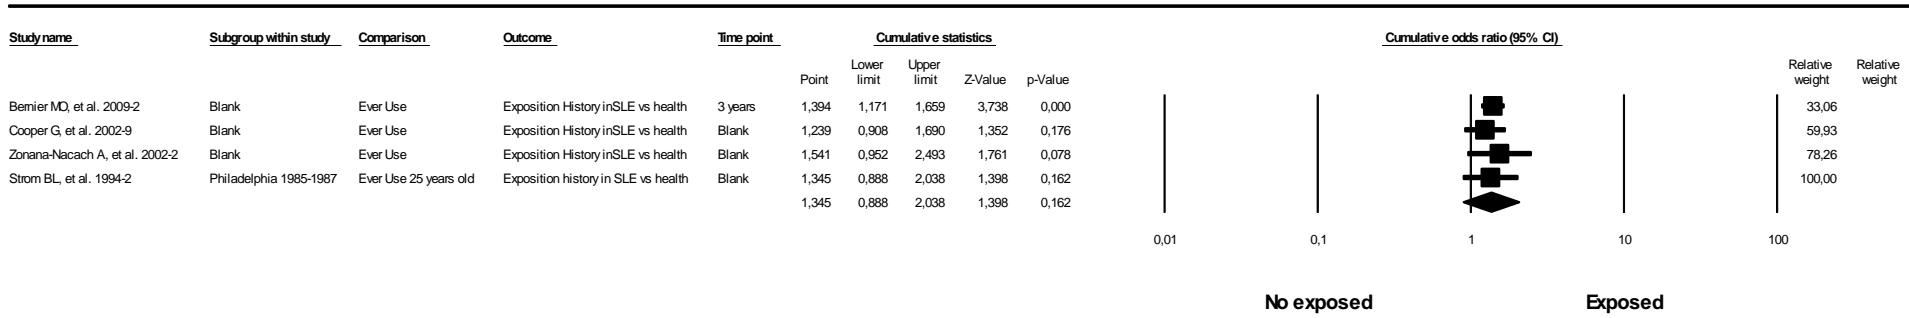 Study name Subgroup within study Comparison Outcome Time point Cumulative statistics Cumulative odds ratio (95% CI)
Lower Upper Relative Relative
Point limit limit Z-Value p-Value weight weight
Bernier MO, et al. 2009-2 Blank Ever Use Exposition History inSLE vs health 3 years 1,394 1,171 1,659 3,738 0,000 33,06
Cooper G, et al. 2002-9 Blank Ever Use Exposition History inSLE vs health Blank 1,239 0,908 1,690 1,352 0,176 59,93
Zonana-Nacach A, et al. 2002-2 Blank Ever Use Exposition History inSLE vs health Blank 1,541 0,952 2,493 1,761 0,078 78,26
Strom BL, et al. 1994-2 Philadelphia 1985-1987 Ever Use 25 years old Exposition history in SLE vs health Blank 1,345 0,888 2,038 1,398 0,162 100,00
1,345 0,888 2,038 1,398 0,162
0,01 0,1 1 10 100
No exposed Exposed